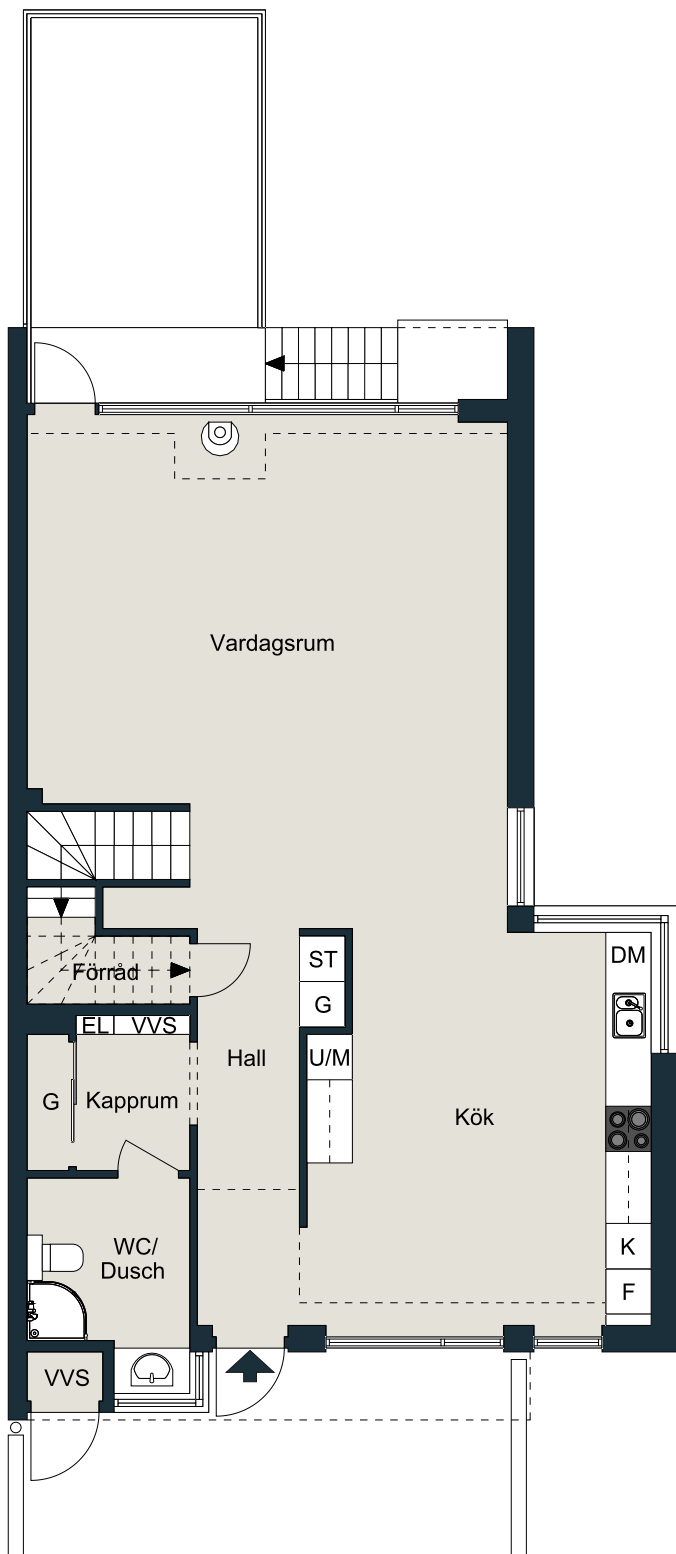 Vardagsrum
DM
ST
Förråd
G
EL VVS
U/M
Hall
G
Kapprum
Kök
WC/
Dusch
K
F
VVS